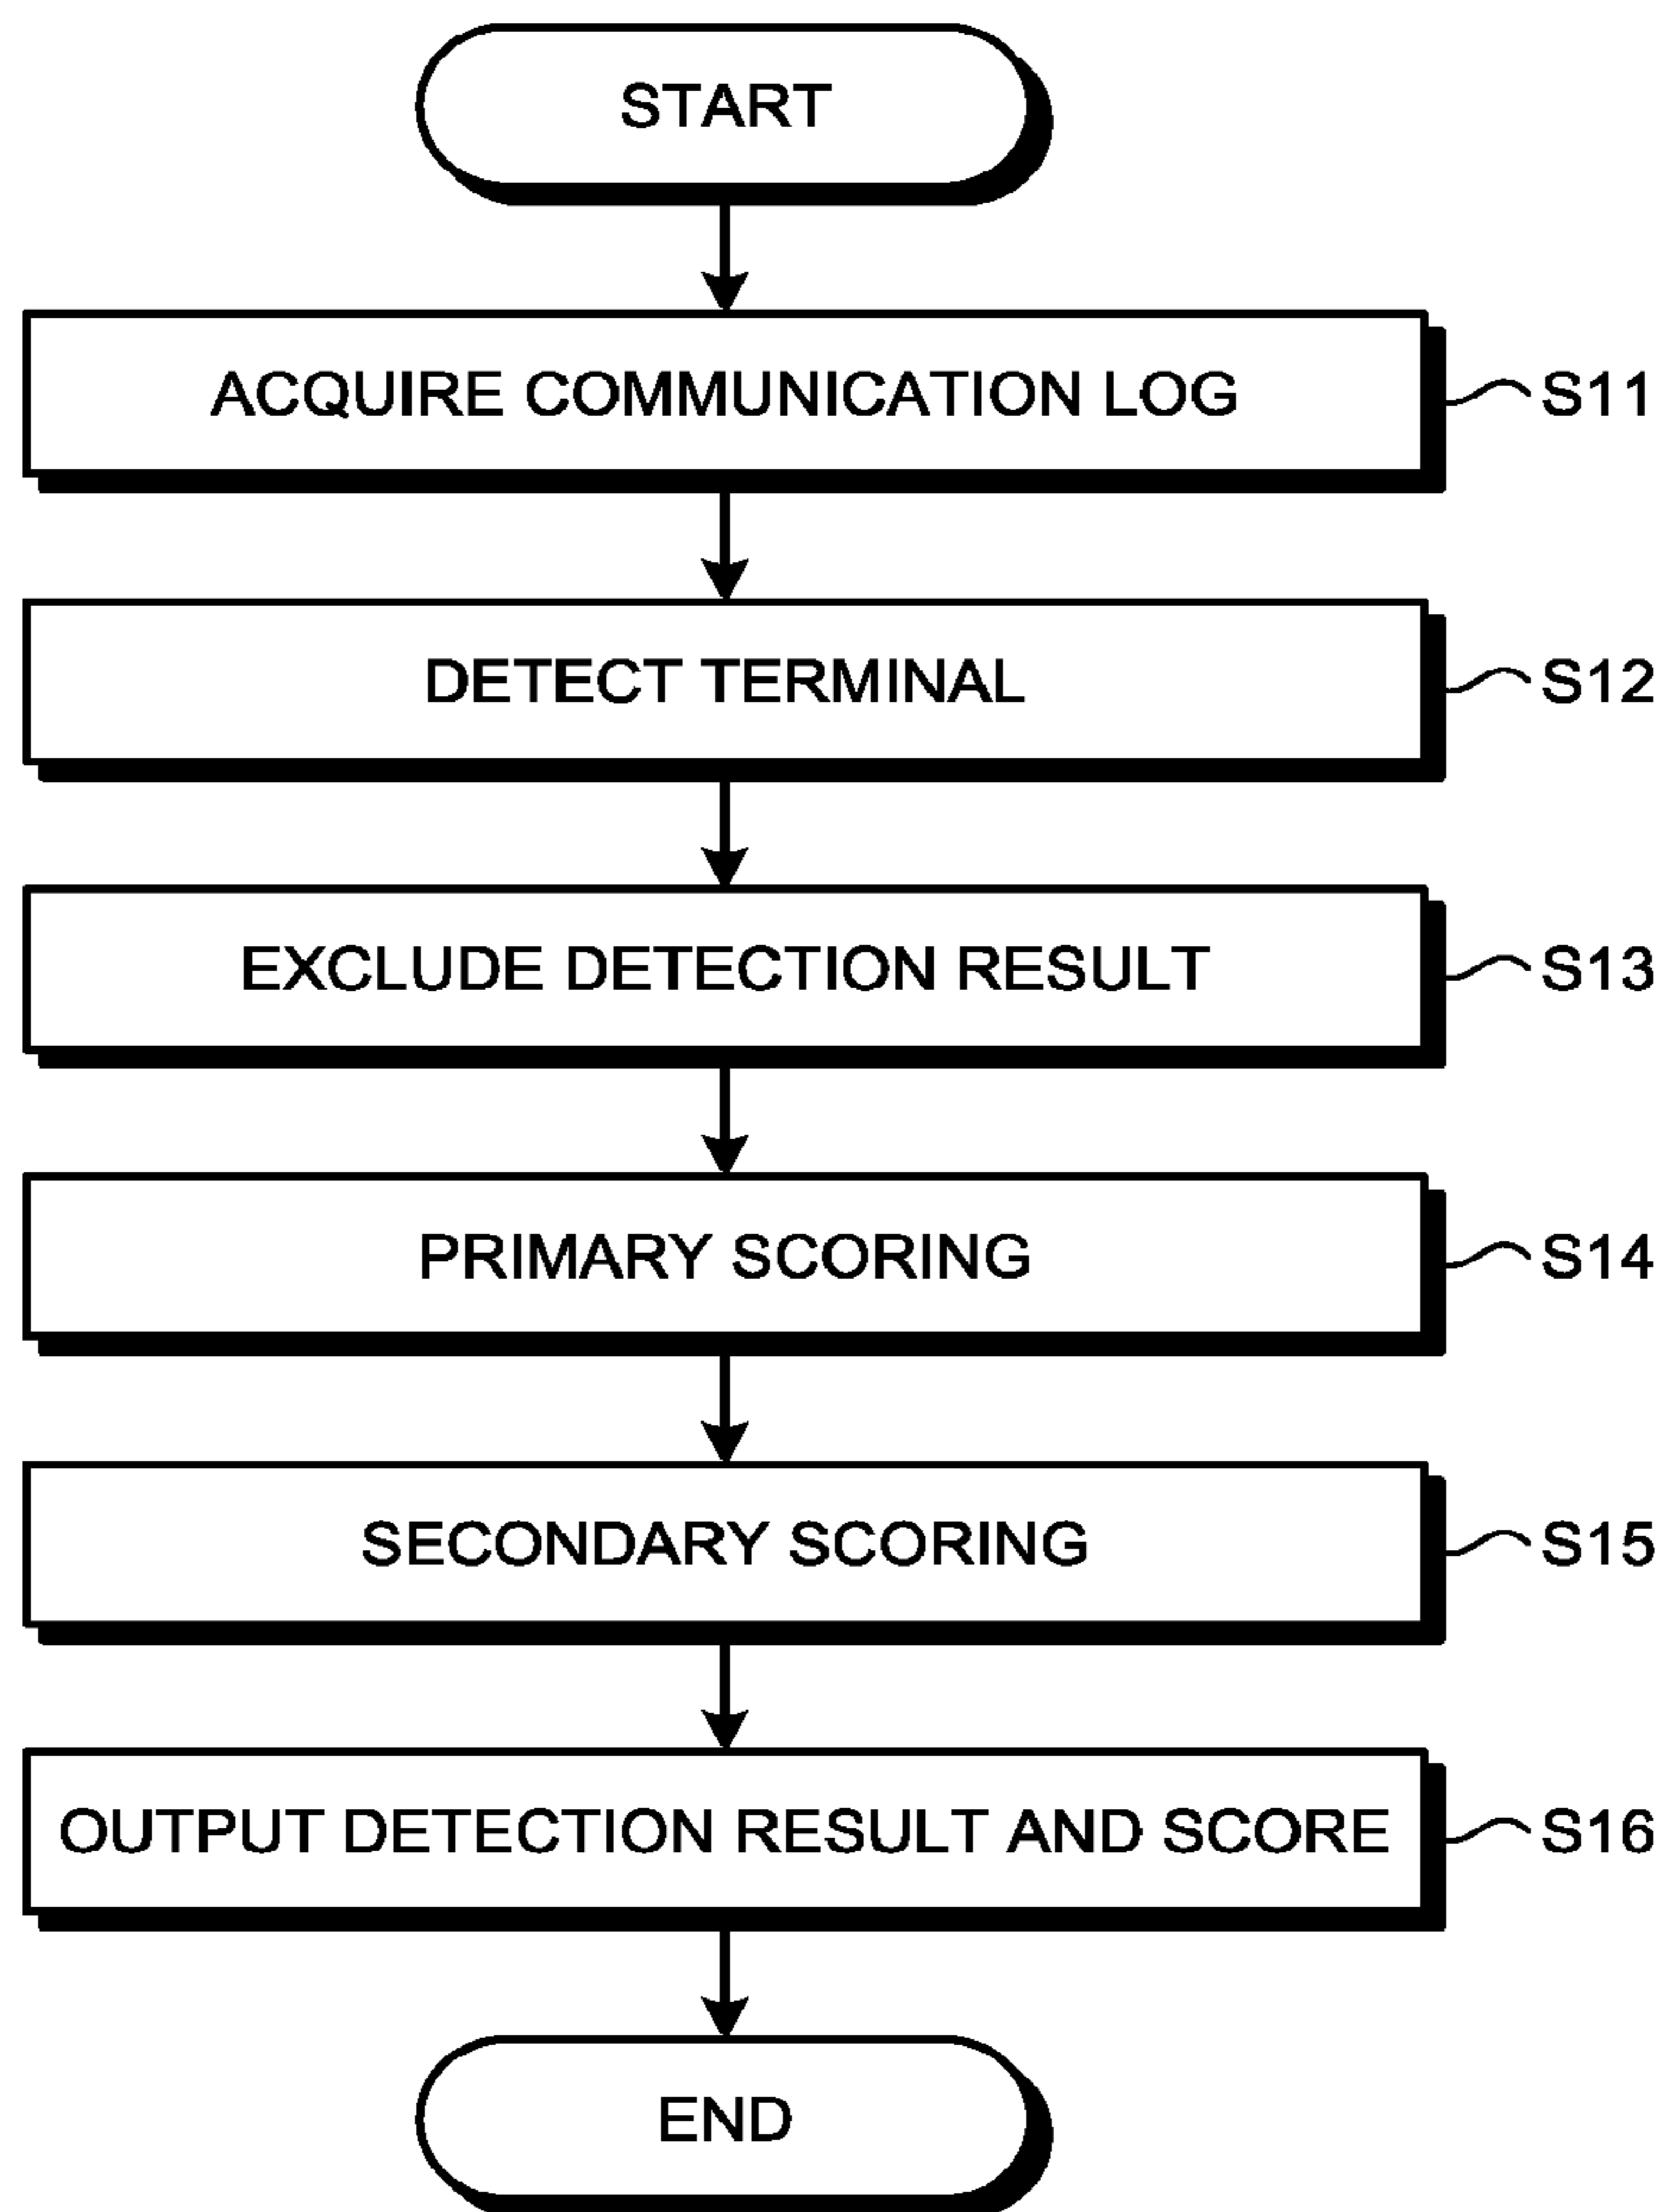 START
ACQUIRE COMMUNICATION LOG S11
DETECT TERMINAL S12
EXCLUDE DETECTION RESULT S13
PRIMARY SCORING S14
SECONDARY SCORING S15
OUTPUT DETECTION RESULT AND SCORE S16
END